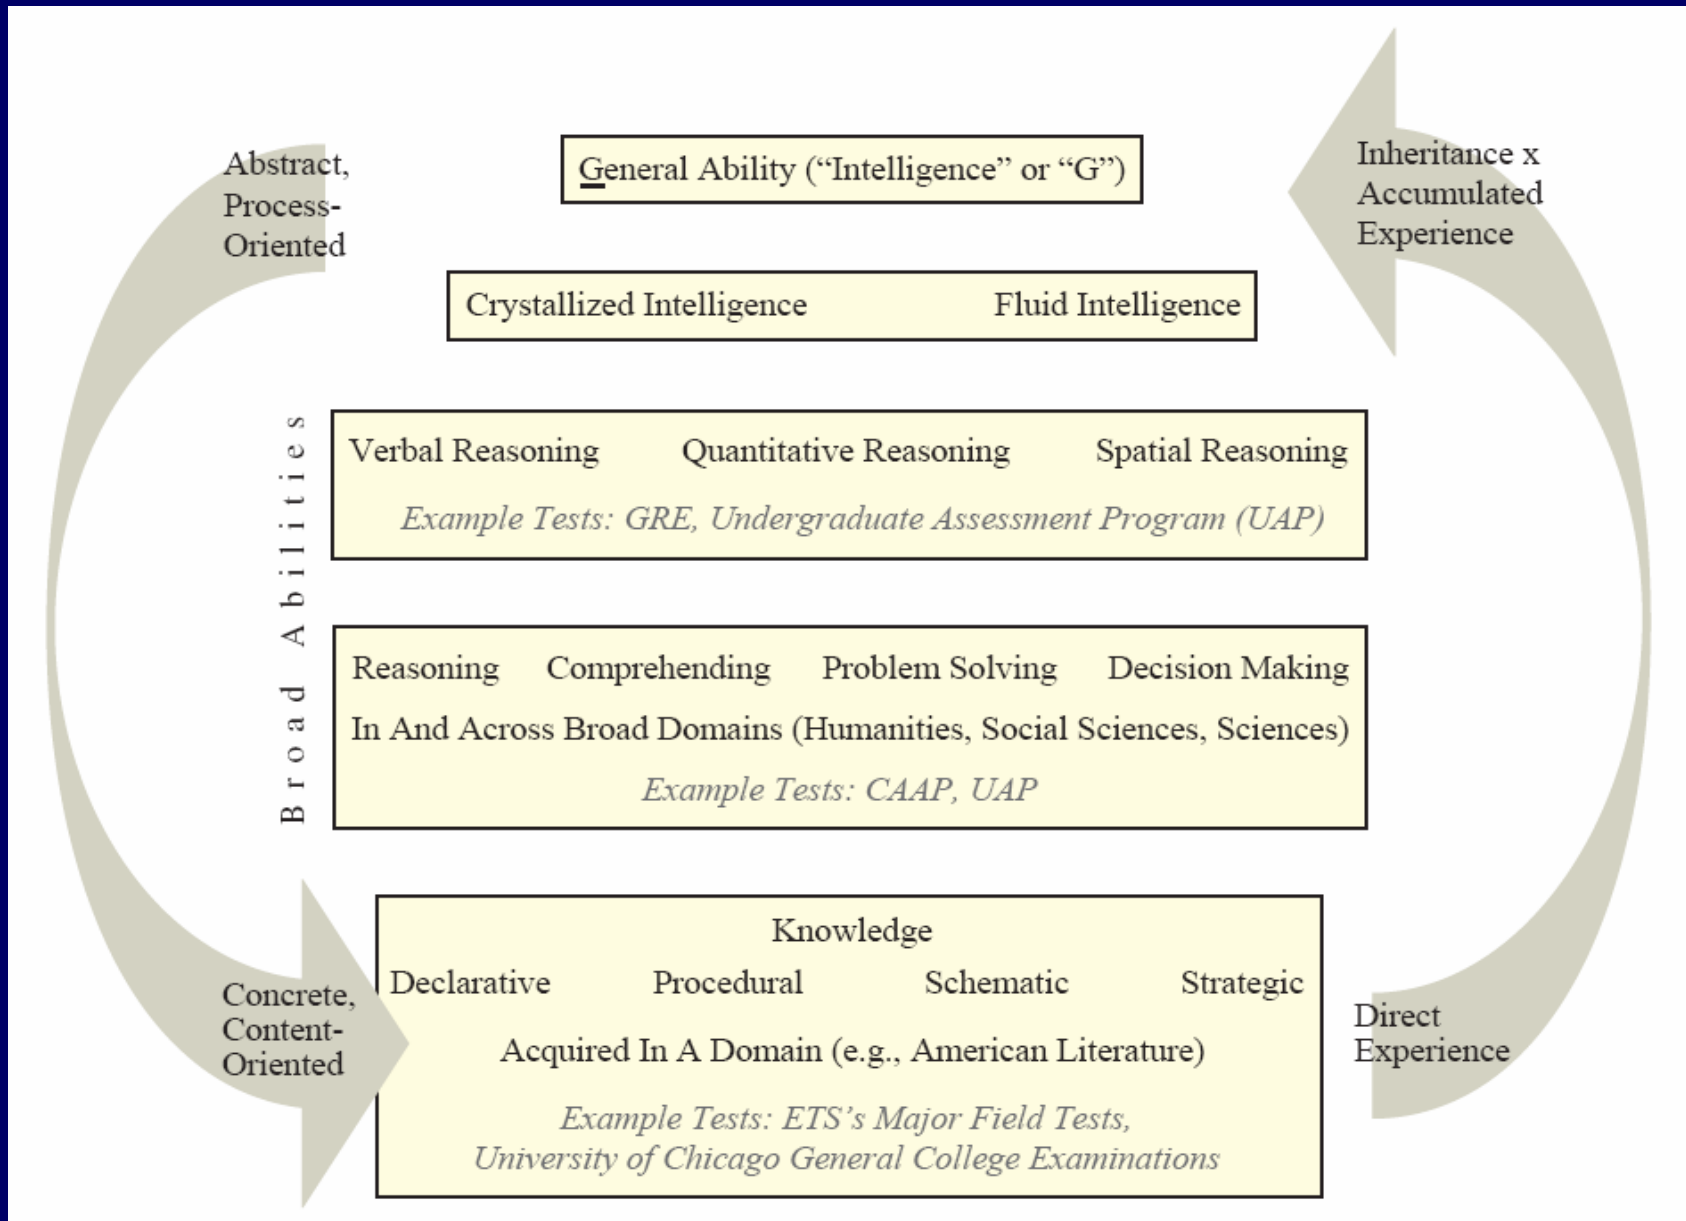 Abstract,
Process-
Oriented
General Ability (“Intelligence” or “G”)
Inheritance x
Accumulated
Experience
Crystallized Intelligence Fluid Intelligence
Broad Abilities
Verbal Reasoning Quantitative Reasoning Spatial Reasoning
Example Tests: GRE, Undergraduate Assessment Program (UAP)
Reasoning Comprehending Problem Solving Decision Making
In And Across Broad Domains (Humanities, Social Sciences, Sciences)
Example Tests: CAAP, UAP
Concrete,
Content-
Oriented
Knowledge
Declarative Procedural Schematic Strategic
Acquired In A Domain (e.g., American Literature)
Example Tests: ETS’s Major Field Tests,
University of Chicago General College Examinations
Direct
Experience